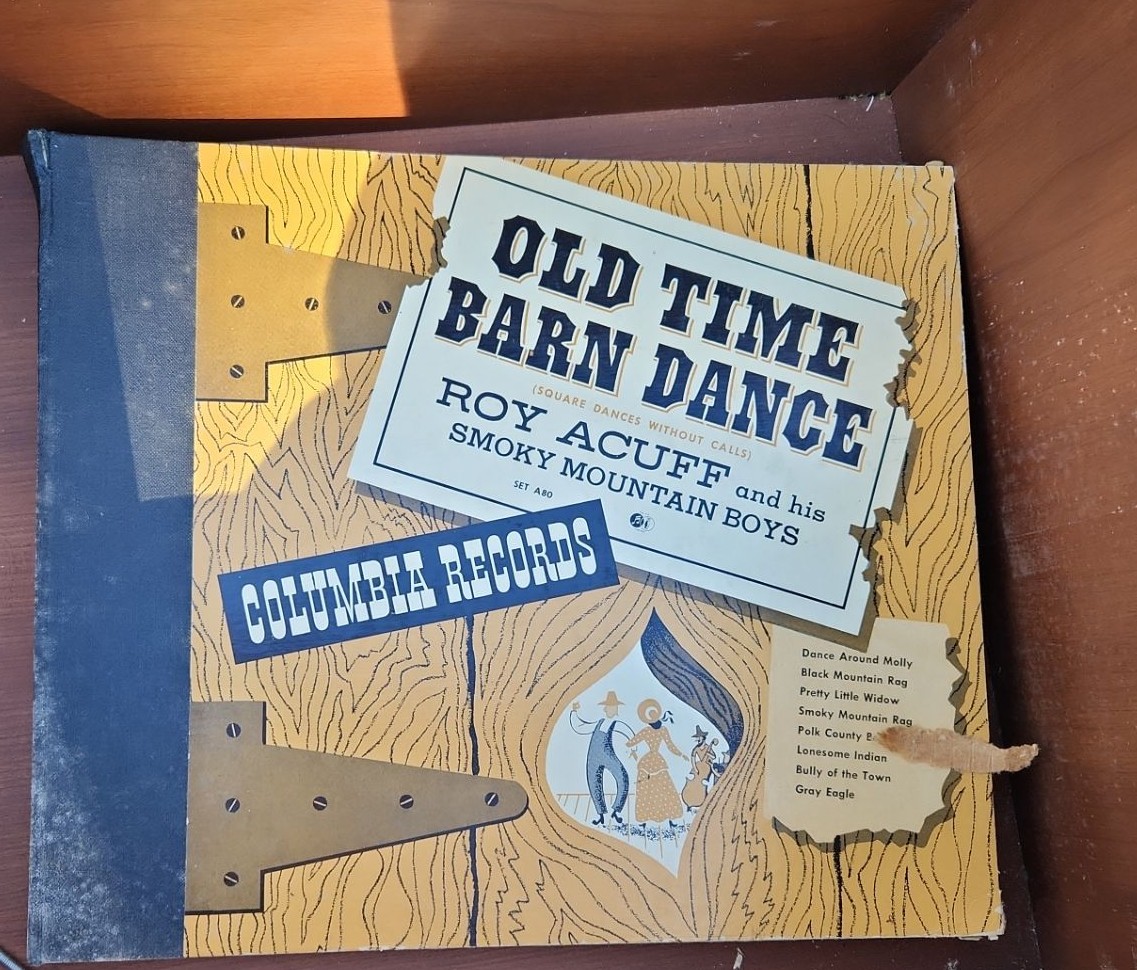 OLD TIME
BARN DANCE
(SQUARE DANCES WITHOUT CALLS)
ROY ACUFF and his
SMOKY MOUNTAIN BOYS
SET A80
COLUMBIA RECORDS
Dance Around Molly
Black Mountain Rag
Pretty Little Widow
Smoky Mountain Rag
Polk County
Lonesome Indian
Bully of the Town
Gray Eagle